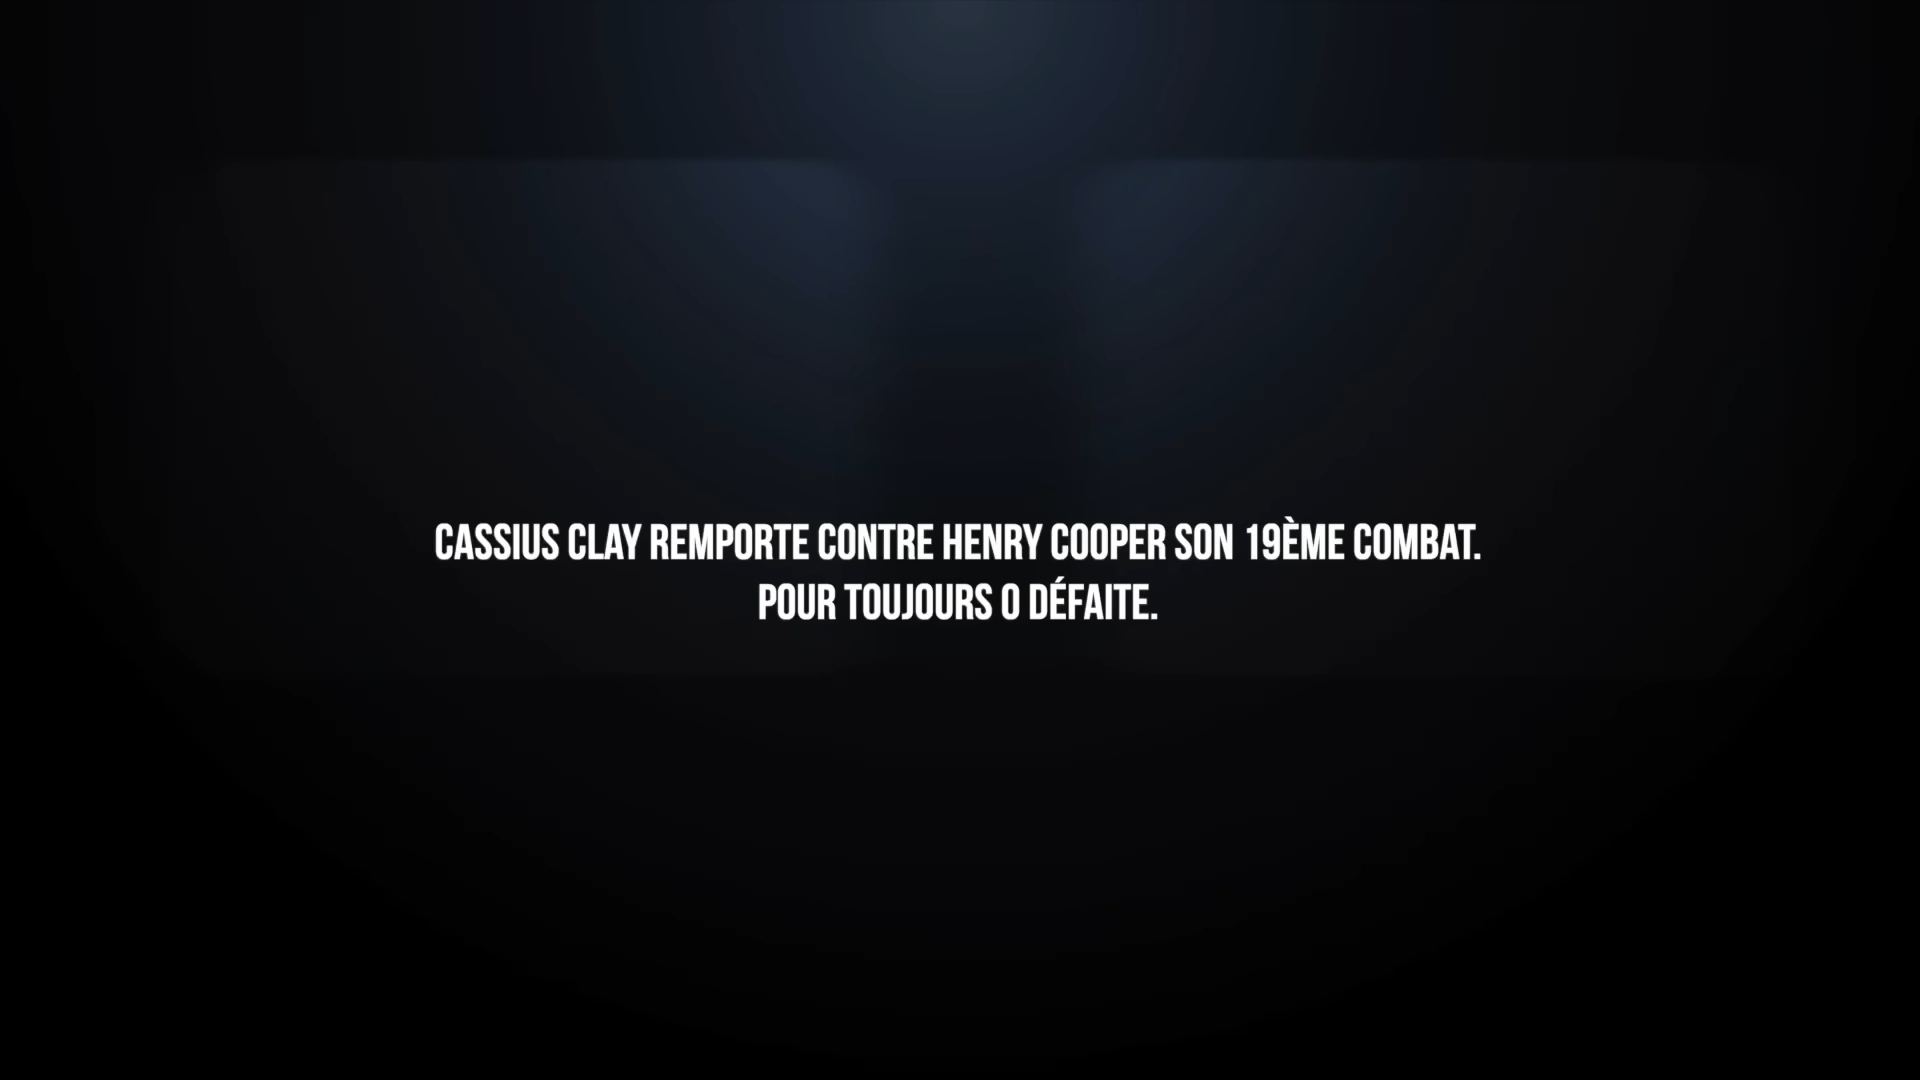 CASSIUS CLAY REMPORTE CONTRE HENRY COOPER SON 19ÈME COMBAT.
POUR TOUJOURS 0 DÉFAITE.